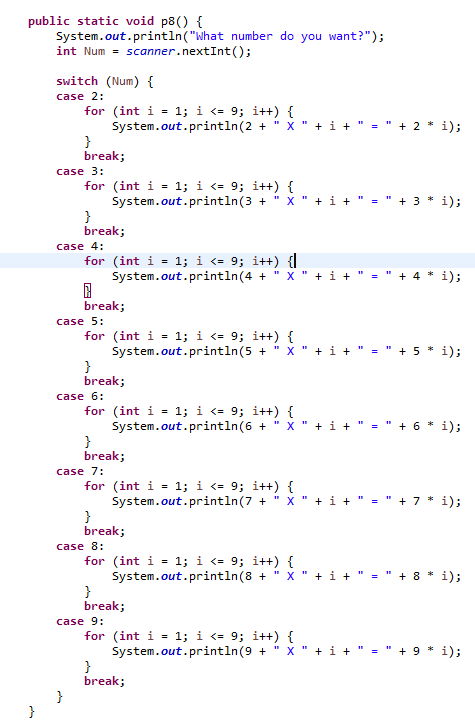 public static void p8() {
System.out.println("What number do you want?");
int Num = scanner.nextInt();
switch (Num) {
case 2:
for (int i = 1; i <= 9; i++) {
System.out.println(2 + " X " + i + " = " + 2 * i);
}
break;
case 3:
for (int i = 1; i <= 9; i++) {
System.out.println(3 + " X " + i + " = " + 3 * i);
}
break;
case 4:
for (int i = 1; i <= 9; i++) {
System.out.println(4 + " X " + i + " = " + 4 * i);
}
break;
case 5:
for (int i = 1; i <= 9; i++) {
System.out.println(5 + " X " + i + " = " + 5 * i);
}
break;
case 6:
for (int i = 1; i <= 9; i++) {
System.out.println(6 + " X " + i + " = " + 6 * i);
}
break;
case 7:
for (int i = 1; i <= 9; i++) {
System.out.println(7 + " X " + i + " = " + 7 * i);
}
break;
case 8:
for (int i = 1; i <= 9; i++) {
System.out.println(8 + " X " + i + " = " + 8 * i);
}
break;
case 9:
for (int i = 1; i <= 9; i++) {
System.out.println(9 + " X " + i + " = " + 9 * i);
}
break;
}
}